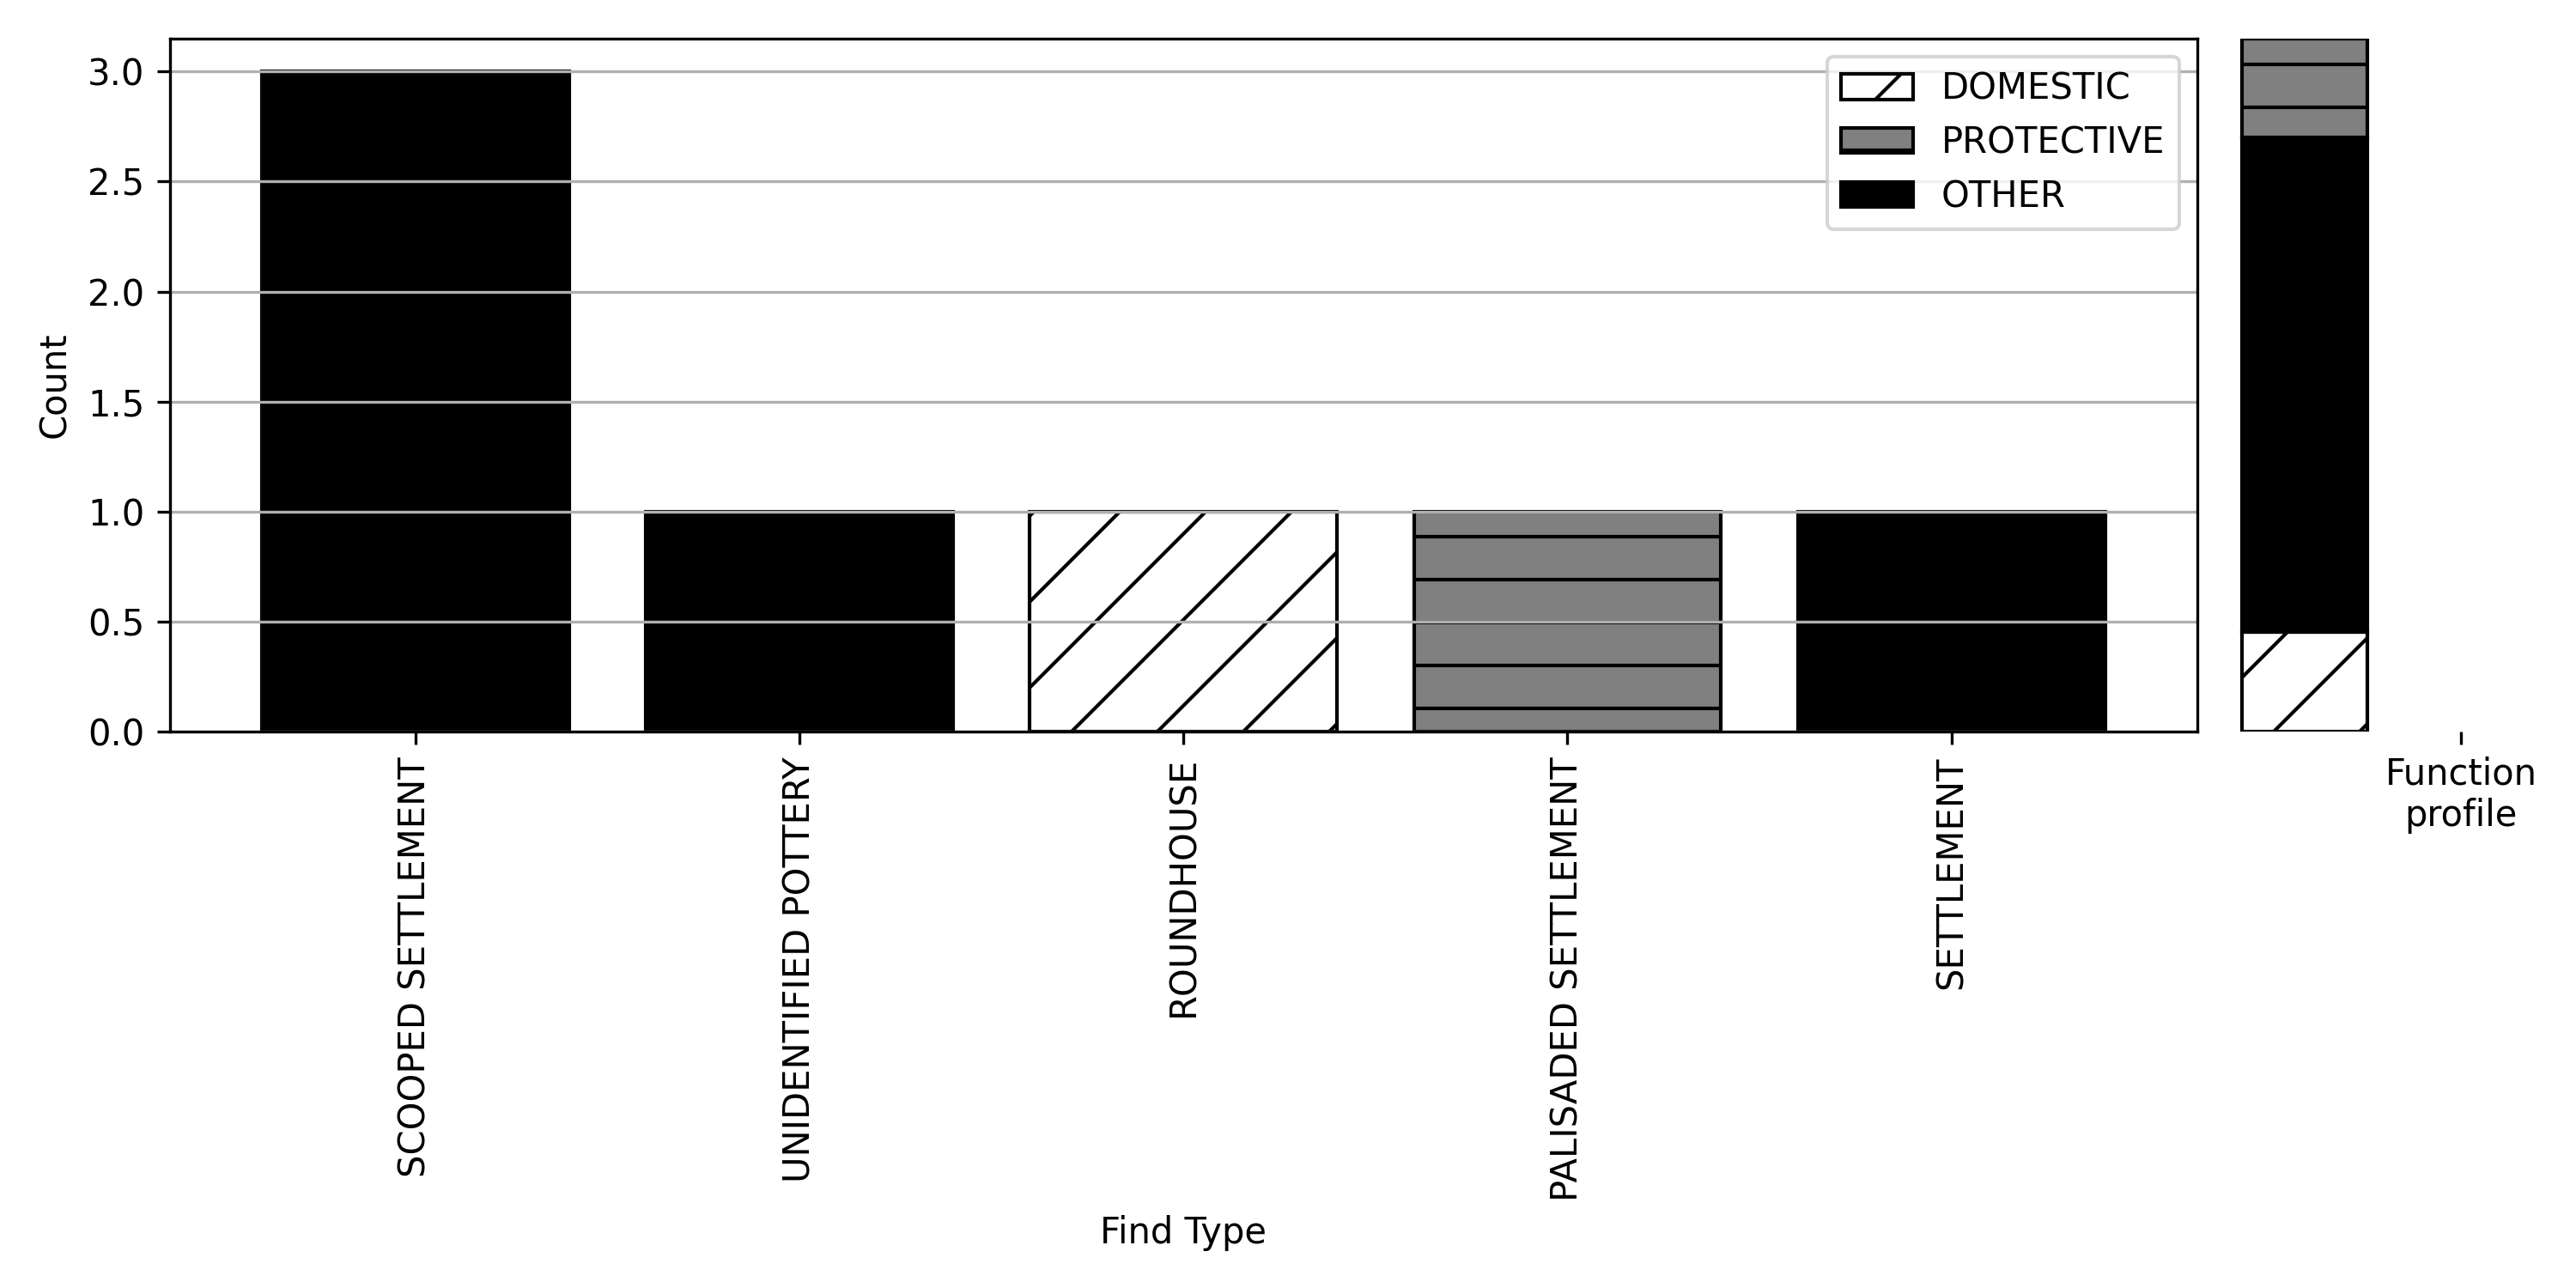 3.0
2.5
2.0
1.5
1.0
0.5
0.0
Count
DOMESTIC
PROTECTIVE
OTHER
SCOOPED SETTLEMENT
UNIDENTIFIED POTTERY
ROUNDHOUSE
PALISADED SETTLEMENT
SETTLEMENT
Function
profile
Find Type